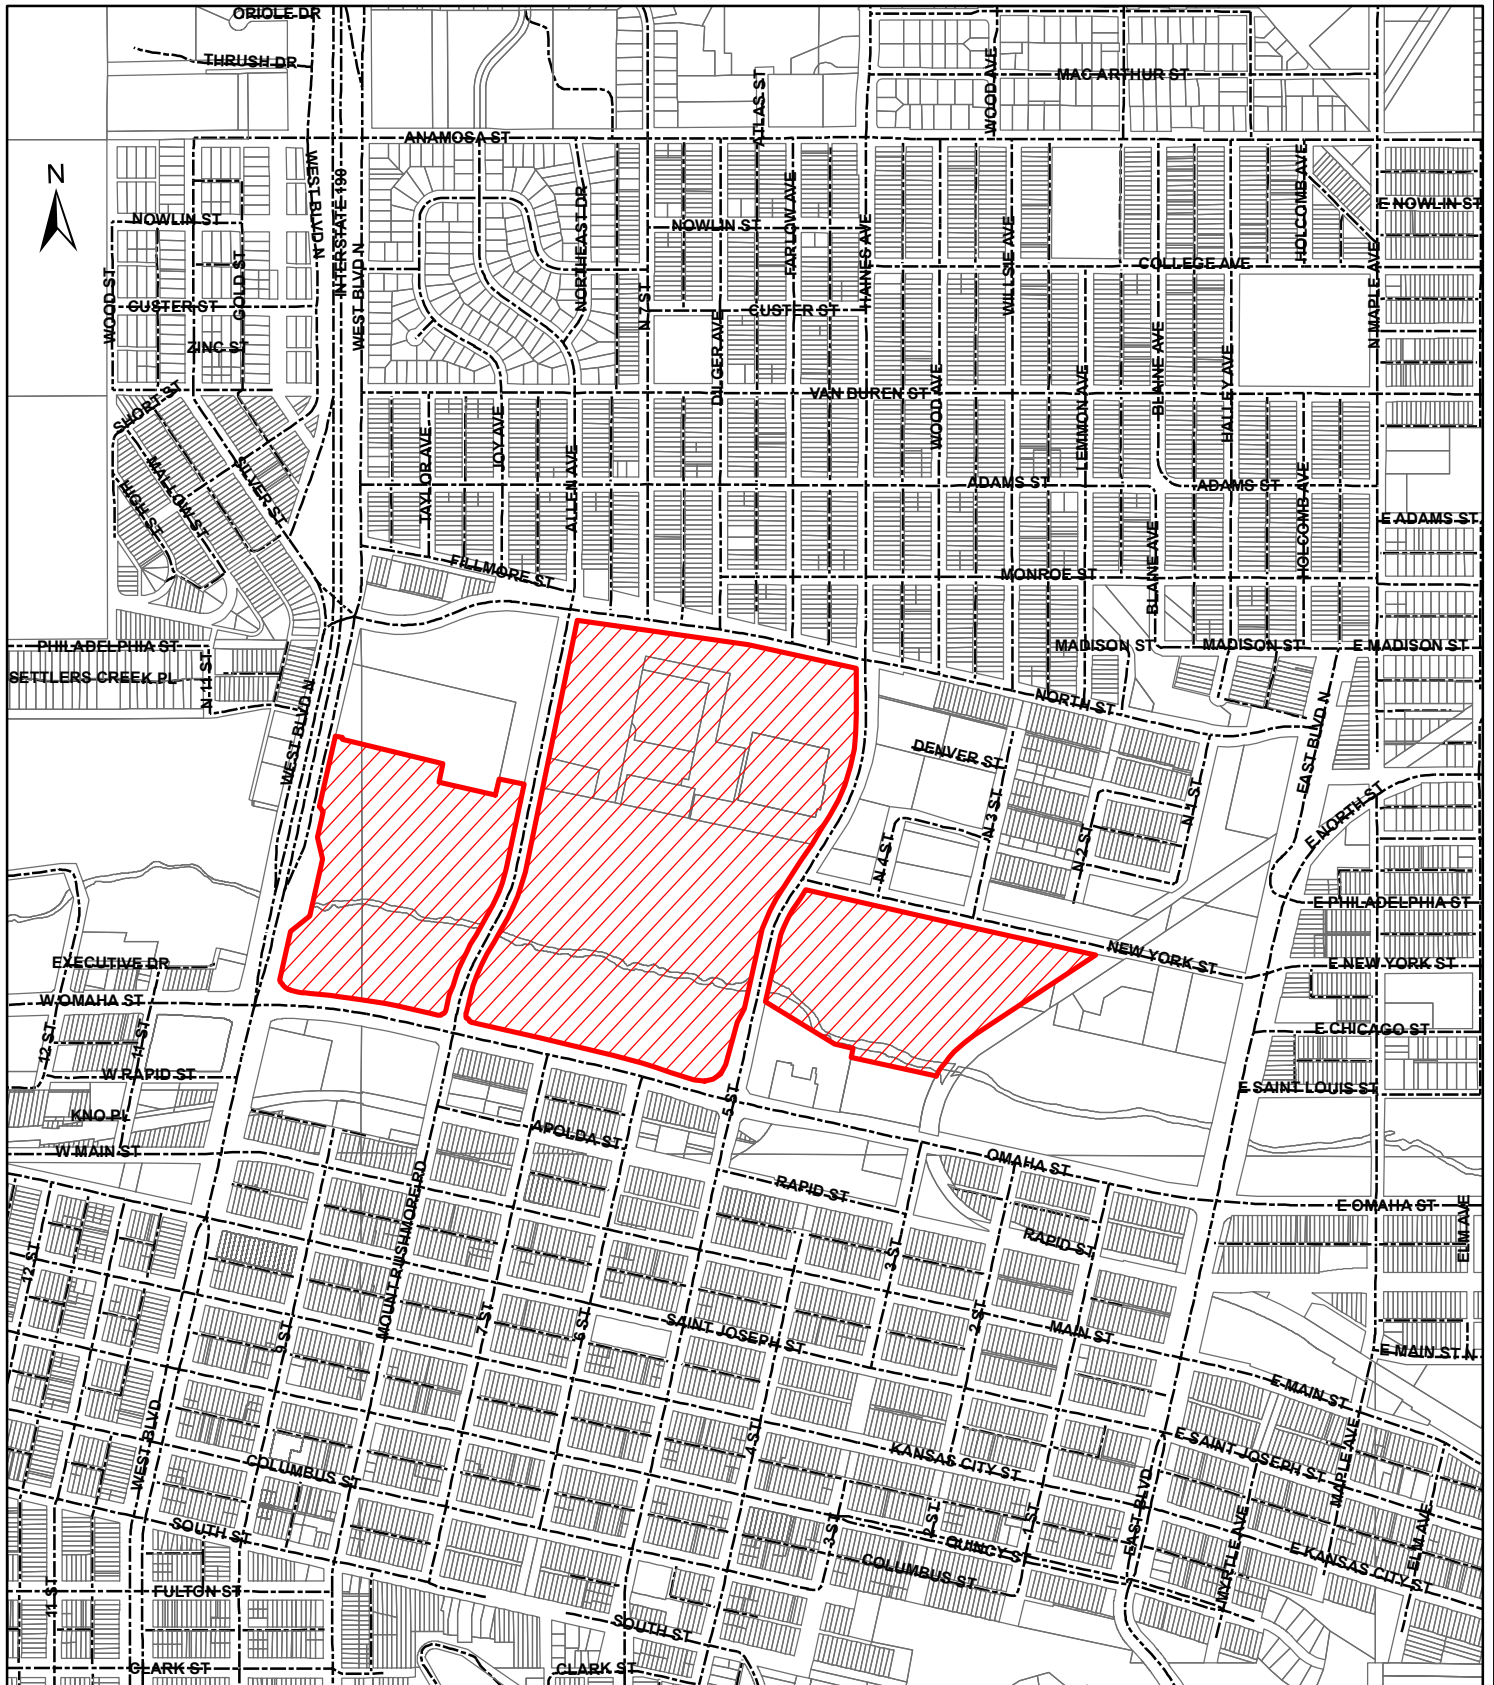 ORIOLE DR
THRUSH DR
MAC ARTHUR ST
WOOD AVE
ATLAS ST
ANAMOSA ST
N
WEST BLVD N
INTERSTATE 190
WEST BLVD N
NORTHEAST DR
FARLOW AVE
HAINES AVE
WILLSIE AVE
HOLCOMB AVE
E NOWLIN ST
NOWLIN ST
NOWLIN ST
WOOD ST
GOLD ST
COLLEGE AVE
N MAPLE AVE
CUSTER ST
N 7 ST
CUSTER ST
ZINC ST
DILGER AVE
BLAINE AVE
HALLEY AVE
SHORT ST
VAN BUREN ST
WOOD AVE
LEMMON AVE
MALLOW ST
SILVER ST
HIGH ST
TAYLOR AVE
JOY AVE
ALLEN AVE
ADAMS ST
ADAMS ST
HOLCOMB AVE
E ADAMS ST
FILLMORE ST
MONROE ST
BLAINE AVE
PHILADELPHIA ST
MADISON ST
MADISON ST
E MADISON ST
SETTLERS CREEK PL
N 11 ST
WEST BLVD N
NORTH ST
EAST BLVD N
DENVER ST
N 3 ST
N 2 ST
N 1 ST
N 4 ST
E NORTH ST
E PHILADELPHIA ST
NEW YORK ST
E NEW YORK ST
EXECUTIVE DR
W OMAHA ST
12 ST
11 ST
E CHICAGO ST
W RAPID ST
E SAINT LOUIS ST
KNO PL
5 ST
APOLDA ST
W MAIN ST
OMAHA ST
MOUNT RUSHMORE RD
RAPID ST
E OMAHA ST
ELM AVE
RAPID ST
12 ST
3 ST
9 ST
7 ST
6 ST
SAINT JOSEPH ST
2 ST
MAIN ST
E MAIN ST N
E MAIN ST
WEST BLVD
4 ST
KANSAS CITY ST
E SAINT JOSEPH ST
MAPLE AVE
COLUMBUS ST
EAST BLVD
SOUTH ST
3 ST
2 ST
1 ST
QUINCY ST
MYRTLE AVE
ELM AVE
E KANSAS CITY ST
COLUMBUS ST
11 ST
FULTON ST
SOUTH ST
CLARK ST
CLARK ST